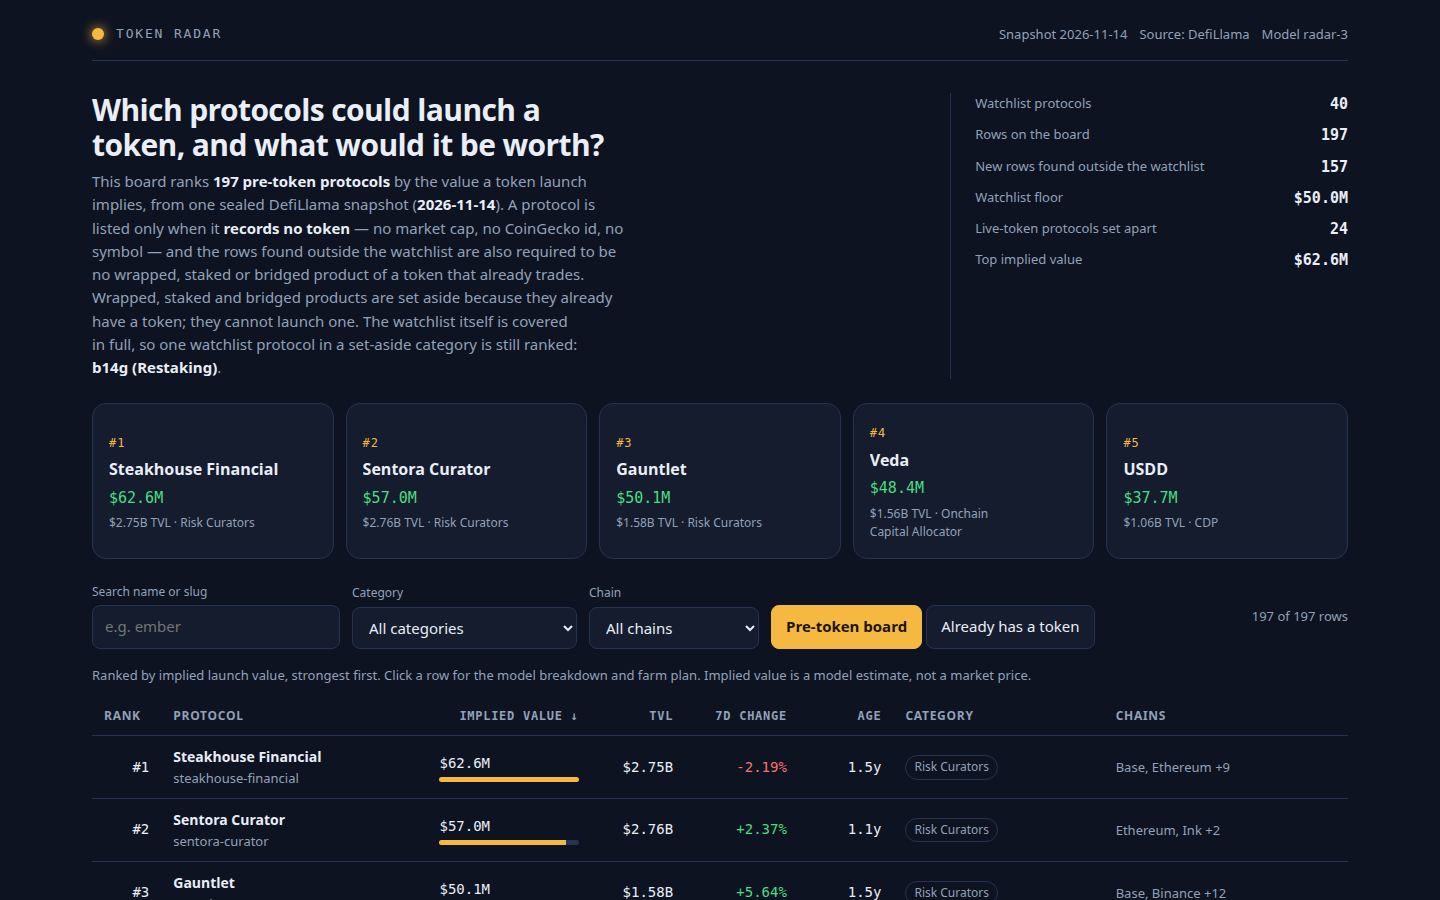 TOKEN RADAR
Snapshot 2026-11-14 Source: DefiLlama Model radar-3
Which protocols could launch a
token, and what would it be worth?
This board ranks 197 pre-token protocols by the value a token launch
implies, from one sealed DefiLlama snapshot (2026-11-14). A protocol is
listed only when it records no token — no market cap, no CoinGecko id, no
symbol — and the rows found outside the watchlist are also required to be
no wrapped, staked or bridged product of a token that already trades.
Wrapped, staked and bridged products are set aside because they already
have a token; they cannot launch one. The watchlist itself is covered
in full, so one watchlist protocol in a set-aside category is still ranked:
b14g (Restaking).
Watchlist protocols 40
Rows on the board 197
New rows found outside the watchlist 157
Watchlist floor $50.0M
Live-token protocols set apart 24
Top implied value $62.6M
#1
Steakhouse Financial
$62.6M
$2.75B TVL · Risk Curators
#2
Sentora Curator
$57.0M
$2.76B TVL · Risk Curators
#3
Gauntlet
$50.1M
$1.58B TVL · Risk Curators
#4
Veda
$48.4M
$1.56B TVL · Onchain
Capital Allocator
#5
USDD
$37.7M
$1.06B TVL · CDP
Search name or slug
e.g. ember
Category
All categories
Chain
All chains
Pre-token board
Already has a token
197 of 197 rows
Ranked by implied launch value, strongest first. Click a row for the model breakdown and farm plan. Implied value is a model estimate, not a market price.
RANK PROTOCOL IMPLIED VALUE ↓ TVL 7D CHANGE AGE CATEGORY CHAINS
#1 Steakhouse Financial $62.6M $2.75B -2.19% 1.5y Risk Curators Base, Ethereum +9
steakhouse-financial
#2 Sentora Curator $57.0M $2.76B +2.37% 1.1y Risk Curators Ethereum, Ink +2
sentora-curator
#3 Gauntlet $50.1M $1.58B +5.64% 1.5y Risk Curators Base, Binance +12